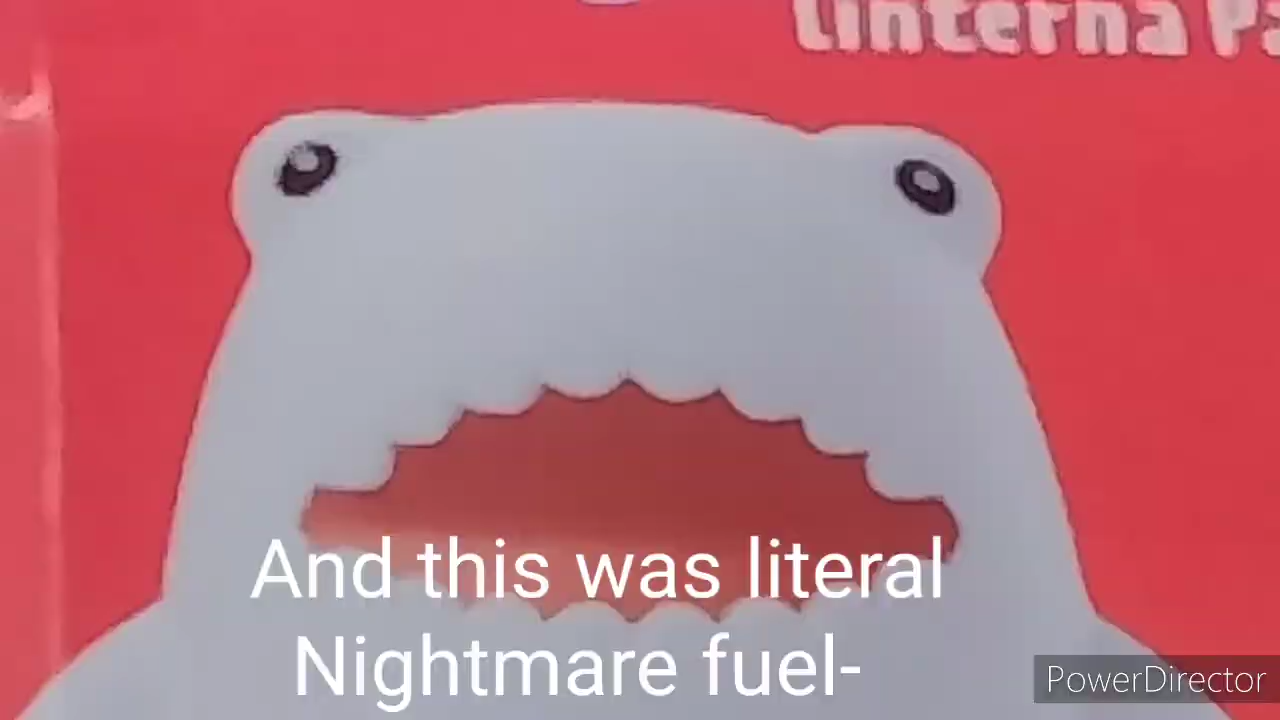 Linterna
And this was literal
Nightmare fuel-
PowerDirector